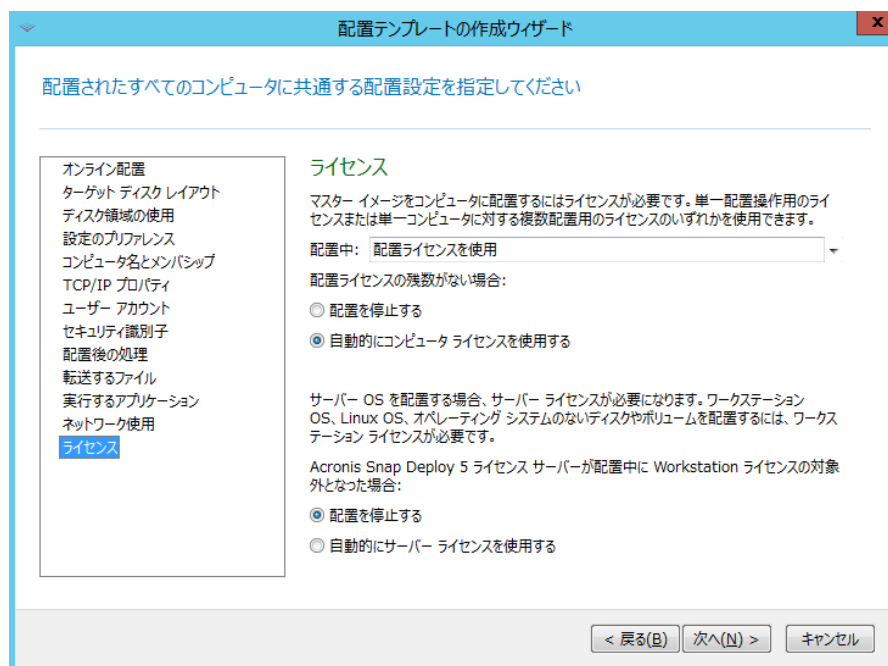 配置テンプレートの作成ウィザード
x
配置されたすべてのコンピュータに共通する配置設定を指定してください
オンライン配置
ターゲット ディスク レイアウト
ディスク領域の使用
設定のプリファレンス
コンピュータ名とメンバシップ
TCP/IP プロパティ
ユーザー アカウント
セキュリティ識別子
配置後の処理
転送するファイル
実行するアプリケーション
ネットワーク使用
ライセンス
ライセンス
マスター イメージをコンピュータに配置するにはライセンスが必要です。単一配置操作用のライ
センスまたは単一コンピュータに対する複数配置用のライセンスのいずれかを使用できます。
配置中: 配置ライセンスを使用
配置ライセンスの残数がない場合:
配置を停止する
自動的にコンピュータ ライセンスを使用する
サーバー OS を配置する場合、サーバー ライセンスが必要になります。ワークステーション
OS、Linux OS、オペレーティング システムのないディスクやボリュームを配置するには、ワークス
テーション ライセンスが必要です。
Acronis Snap Deploy 5 ライセンス サーバーが配置中に Workstation ライセンスの対象
外となった場合:
配置を停止する
自動的にサーバー ライセンスを使用する
< 戻る(B) 次へ(N) > キャンセル